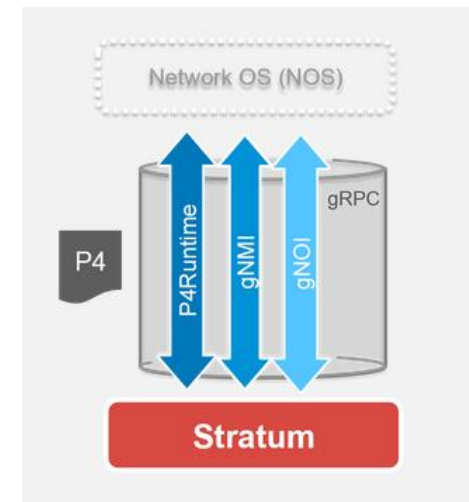 Network OS (NOS)
gRPC
P4
P4Runtime
gNMI
gNOI
Stratum